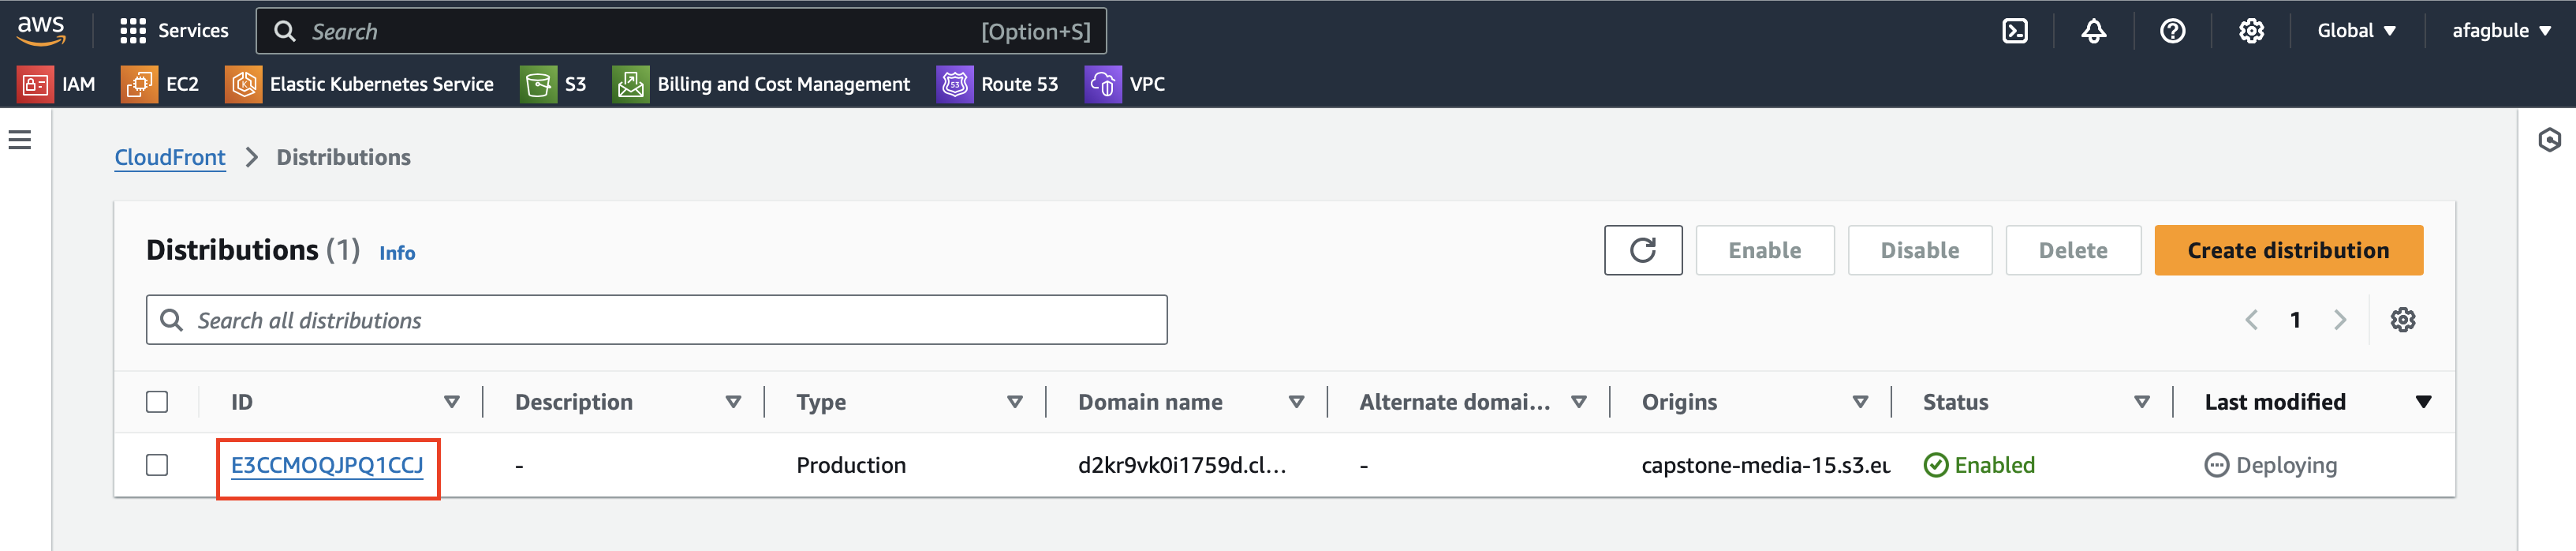 aws Services Search [Option+S] Global afagbule
IAM EC2 Elastic Kubernetes Service S3 Billing and Cost Management Route 53 VPC
CloudFront Distributions
Distributions (1) Info Enable Disable Delete Create distribution
Search all distributions 1
ID Description Type Domain name Alternate domai... Origins Status Last modified
E3CCMOQJPQ1CCJ - Production d2kr9vk0i1759d.cl... - capstone-media-15.s3.eu Enabled Deploying